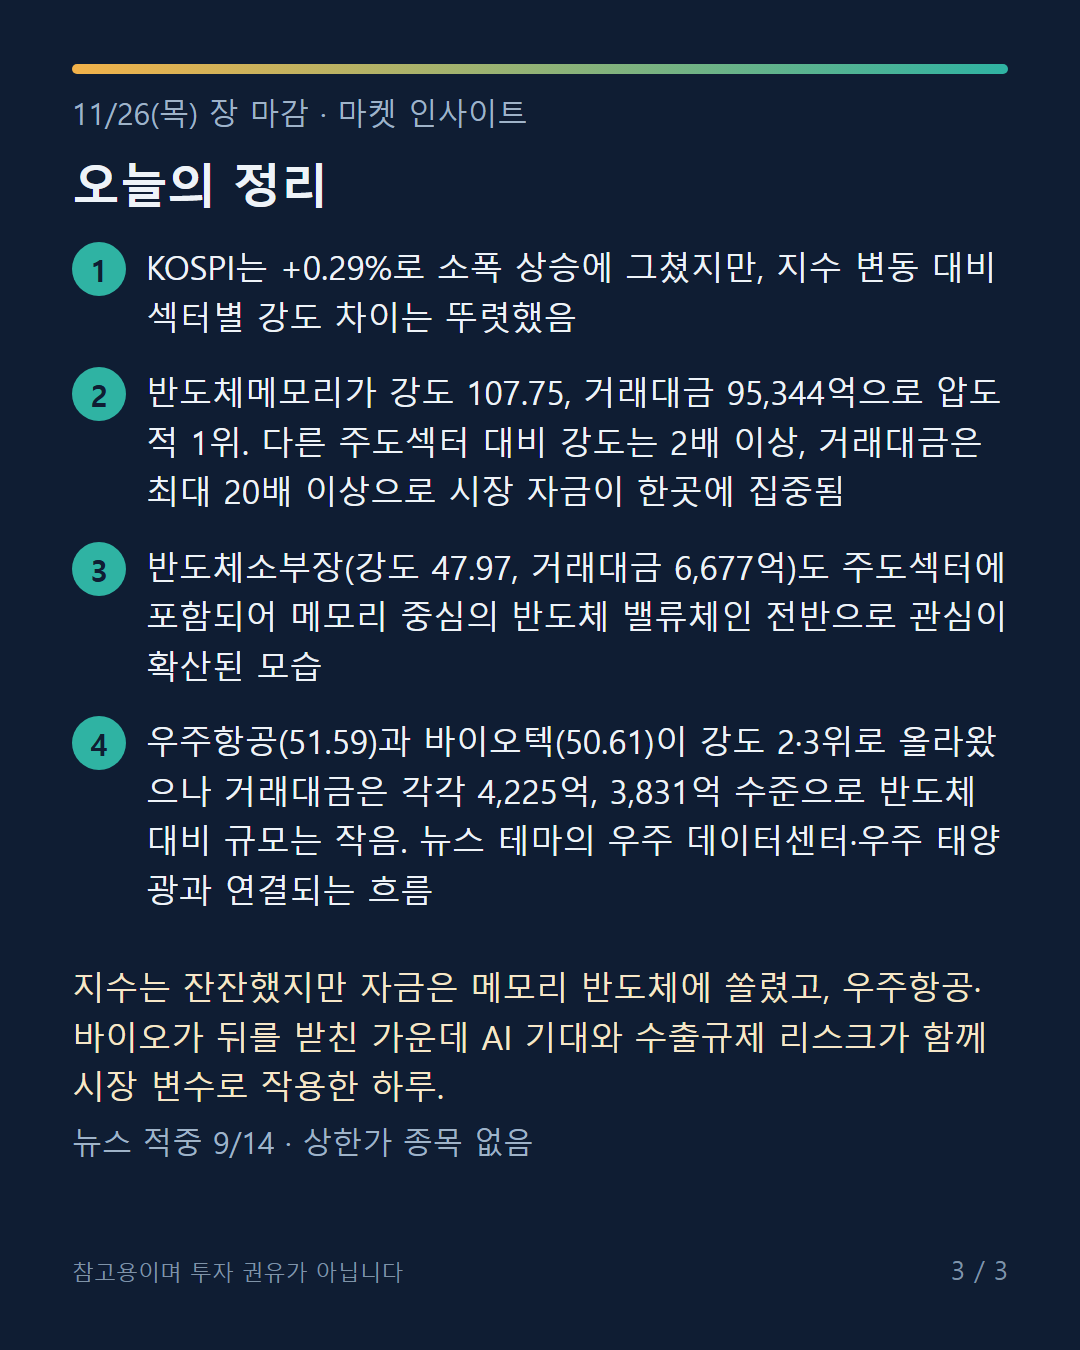 11/26(목) 장 마감 · 마켓 인사이트
오늘의 정리
1 KOSPI는 +0.29%로 소폭 상승에 그쳤지만, 지수 변동 대비
섹터별 강도 차이는 뚜렷했음
2 반도체메모리가 강도 107.75, 거래대금 95,344억으로 압도
적 1위. 다른 주도섹터 대비 강도는 2배 이상, 거래대금은
최대 20배 이상으로 시장 자금이 한곳에 집중됨
3 반도체소부장(강도 47.97, 거래대금 6,677억)도 주도섹터에
포함되어 메모리 중심의 반도체 밸류체인 전반으로 관심이
확산된 모습
4 우주항공(51.59)과 바이오텍(50.61)이 강도 2·3위로 올라왔
으나 거래대금은 각각 4,225억, 3,831억 수준으로 반도체
대비 규모는 작음. 뉴스 테마의 우주 데이터센터·우주 태양
광과 연결되는 흐름
지수는 잔잔했지만 자금은 메모리 반도체에 쏠렸고, 우주항공·
바이오가 뒤를 받친 가운데 AI 기대와 수출규제 리스크가 함께
시장 변수로 작용한 하루.
뉴스 적중 9/14 · 상한가 종목 없음
참고용이며 투자 권유가 아닙니다
3 / 3